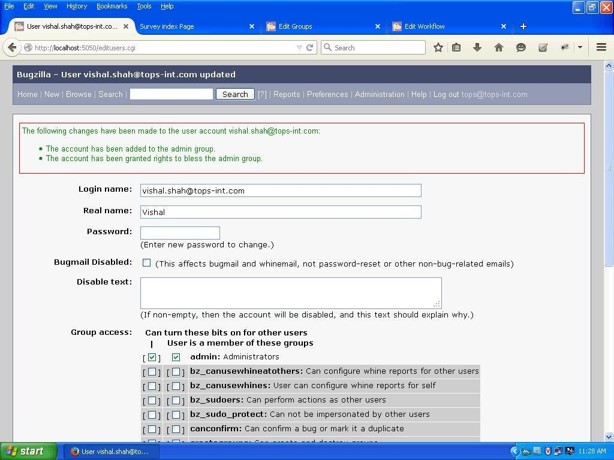 File Edit View History Bookmarks Tools Help
User vishal.shah@tops-int.co... Survey index Page Edit Groups Edit Workflow
http://localhost:5050/editusers.cgi Search
Bugzilla – User vishal.shah@tops-int.com updated
Home | New | Browse | Search | Search [?] | Reports | Preferences | Administration | Help | Log out tops@tops-int.com
The following changes have been made to the user account vishal.shah@tops-int.com:
The account has been added to the admin group.
The account has been granted rights to bless the admin group.
Login name: vishal.shah@tops-int.com
Real name: Vishal
Password:
(Enter new password to change.)
Bugmail Disabled: (This affects bugmail and whinemail, not password-reset or other non-bug-related emails)
Disable text:
(If non-empty, then the account will be disabled, and this text should explain why.)
Group access: Can turn these bits on for other users
| User is a member of these groups
[ ] admin: Administrators
[ ] bz_canusewhineatothers: Can configure whine reports for other users
[ ] bz_canusewhines: User can configure whine reports for self
[ ] bz_sudoers: Can perform actions as other users
[ ] bz_sudo_protect: Can not be impersonated by other users
[ ] canconfirm: Can confirm a bug or mark it a duplicate
start User vishal.shah@to... 11:28 AM